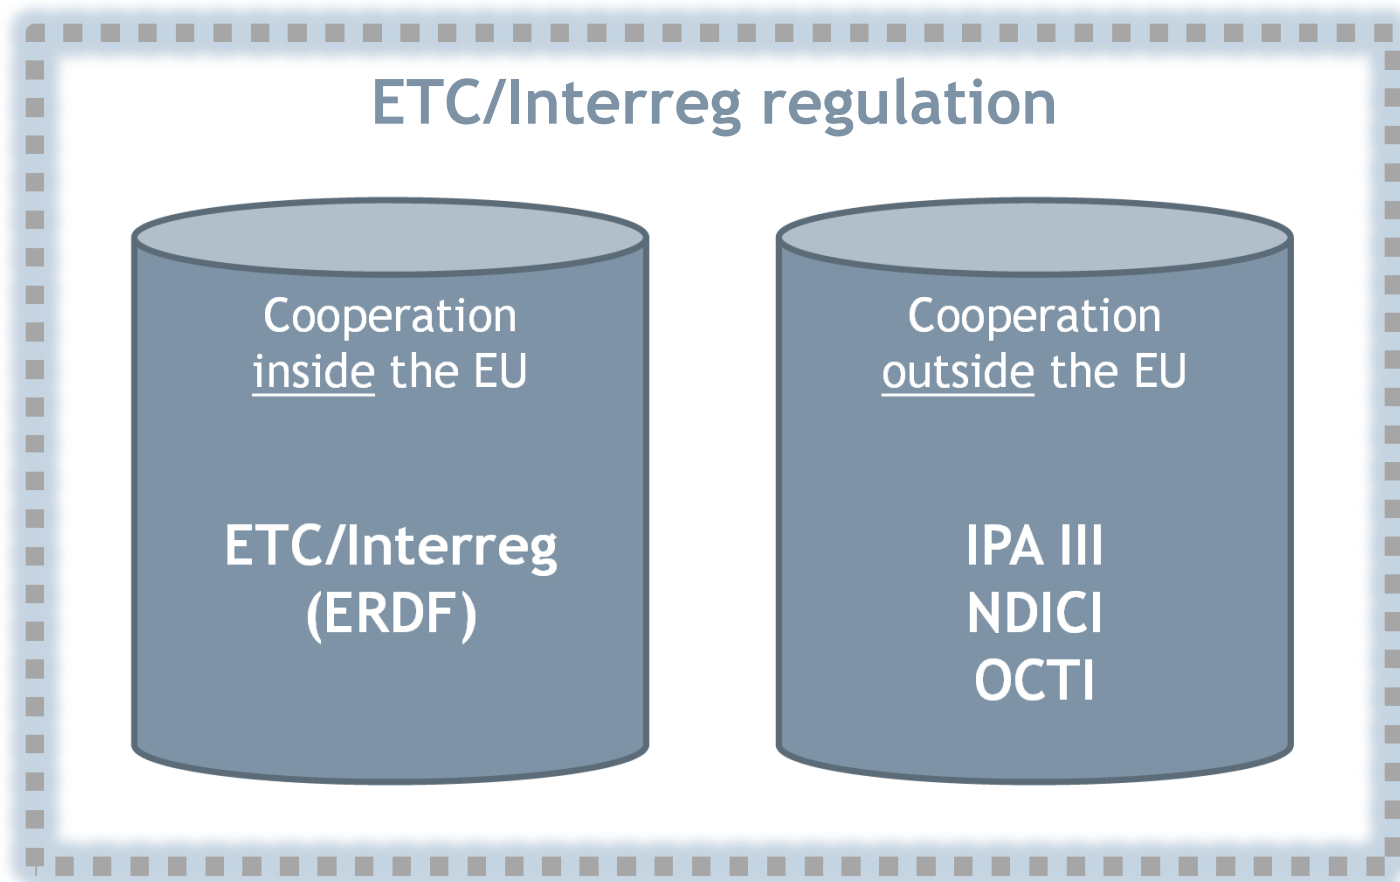 ETC/Interreg regulation
Cooperation
inside the EU
ETC/Interreg
(ERDF)
Cooperation
outside the EU
IPA III
NDICI
OCTI